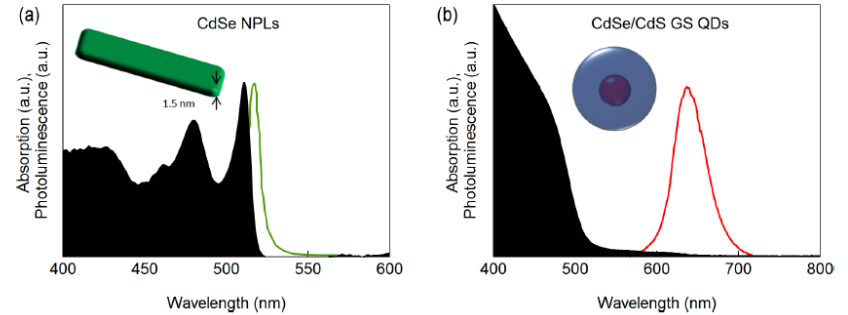 (a)
CdSe NPLs
1.5 nm
Absorption (a.u.),
Photoluminescence (a.u.)
400 450 500 550 600
Wavelength (nm)
(b)
CdSe/CdS GS QDs
Absorption (a.u.),
Photoluminescence (a.u.)
400 500 600 700 800
Wavelength (nm)